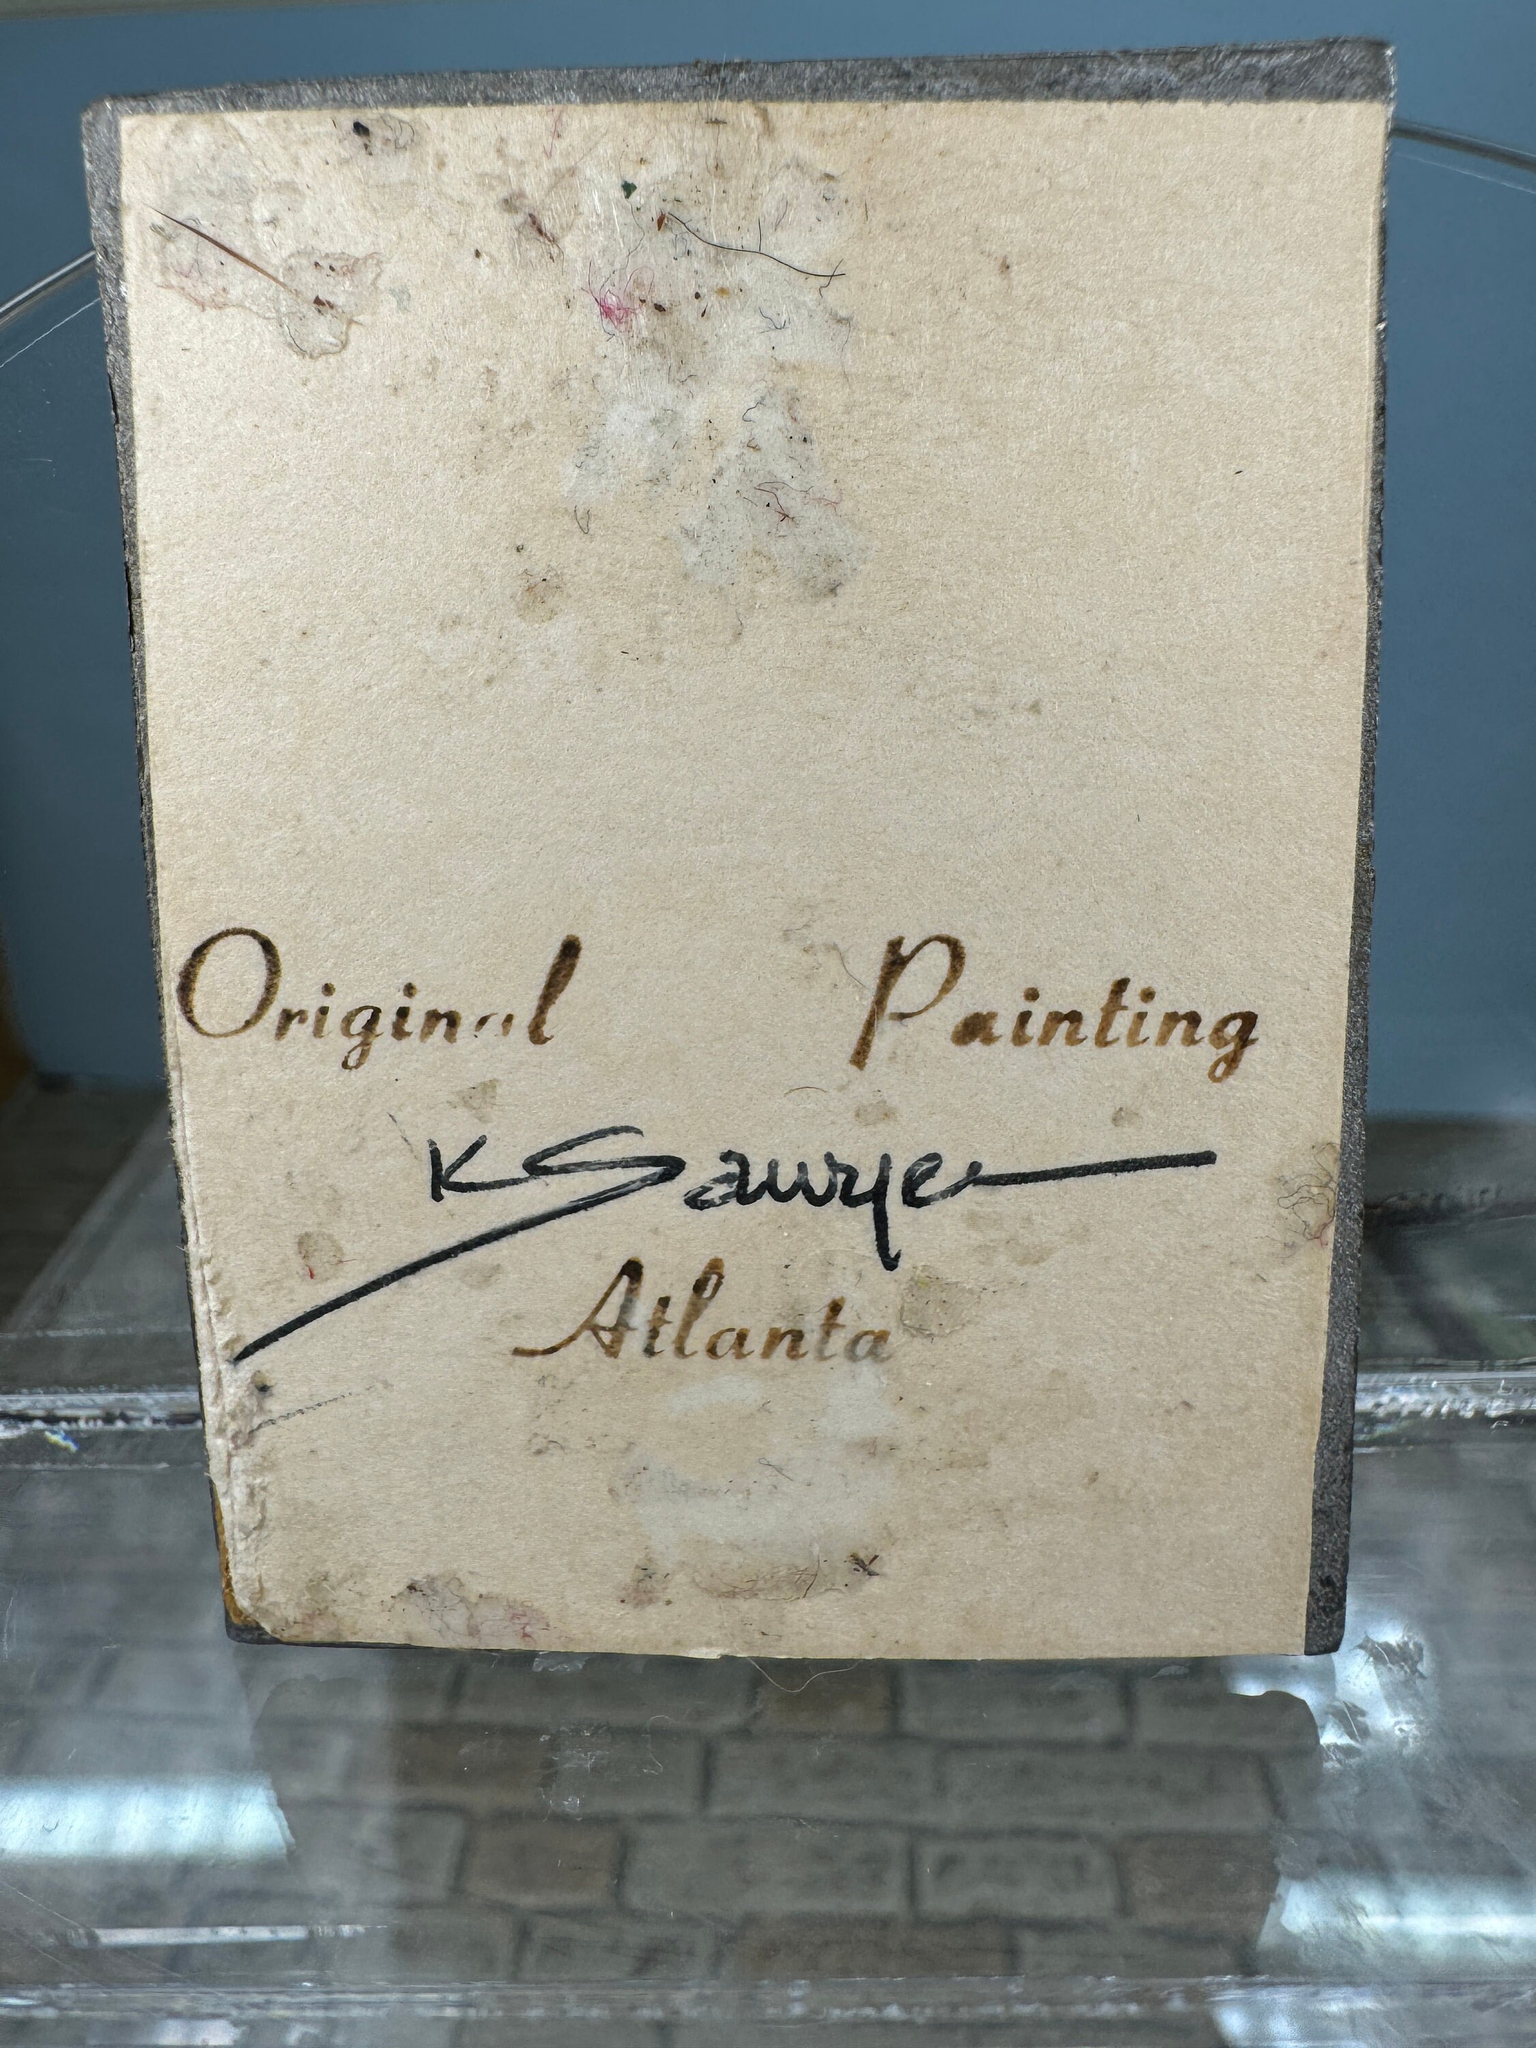 Original Painting
K Sawyer
Atlanta